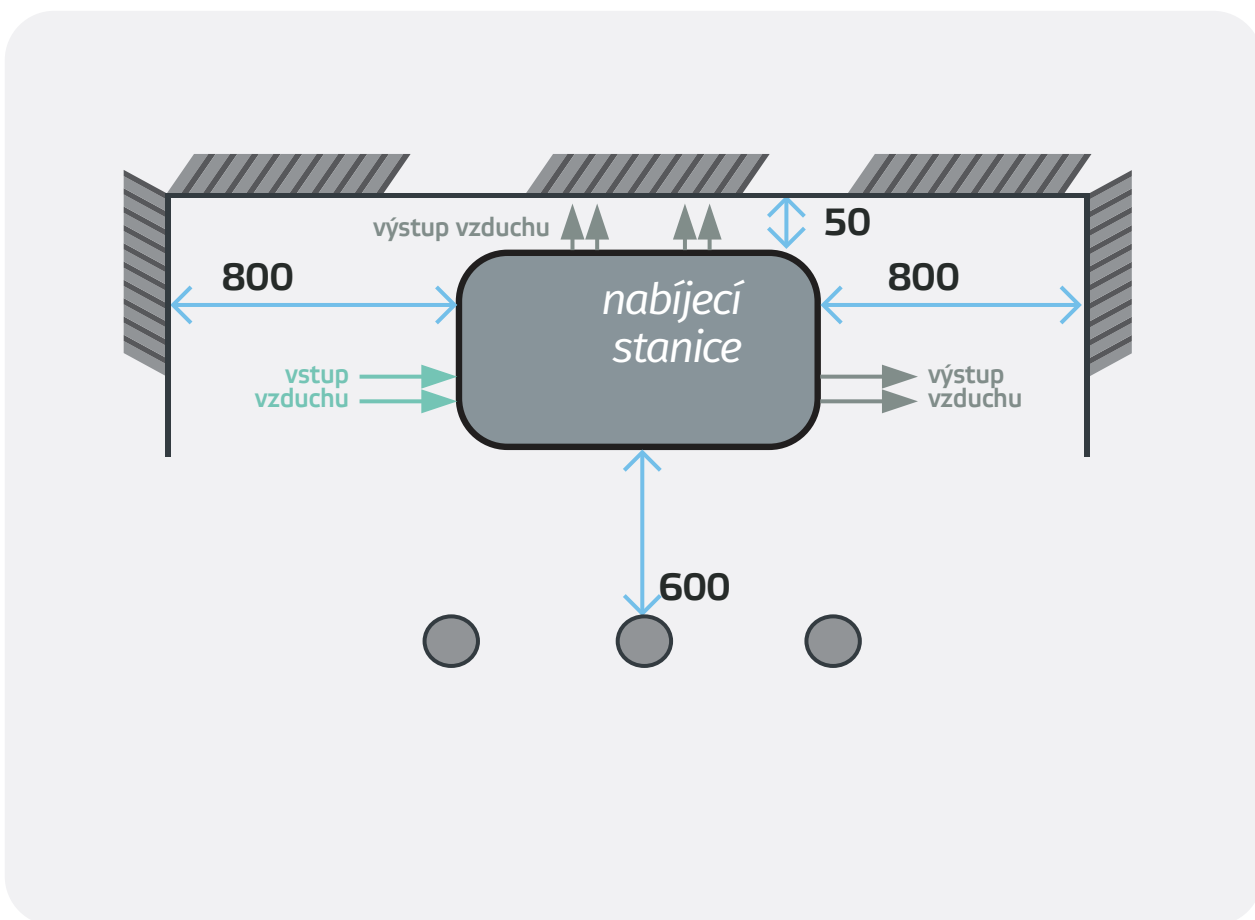 výstup vzduchu
50
800
800
nabíjecí
stanice
vstup
vzduchu
výstup
vzduchu
600